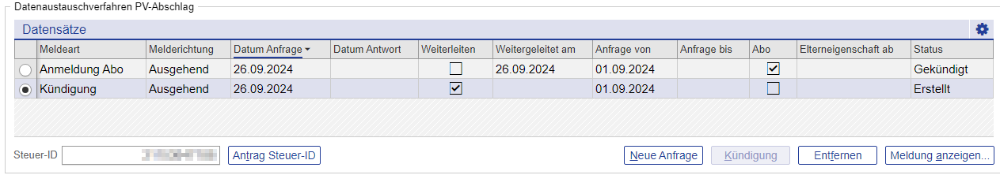 Datenaustauschverfahren PV-Abschlag
Datensätze
Meldeart Melderichtung Datum Anfrage Datum Antwort Weiterleiten Weitergeleitet am Anfrage von Anfrage bis Abo Elterneigenschaft ab Status
Anmeldung Abo Ausgehend 26.09.2024 26.09.2024 01.09.2024 Gekündigt
Kündigung Ausgehend 26.09.2024 01.09.2024 Erstellt
Steuer-ID Antrag Steuer-ID Neue Anfrage Kündigung Entfernen Meldung anzeigen...